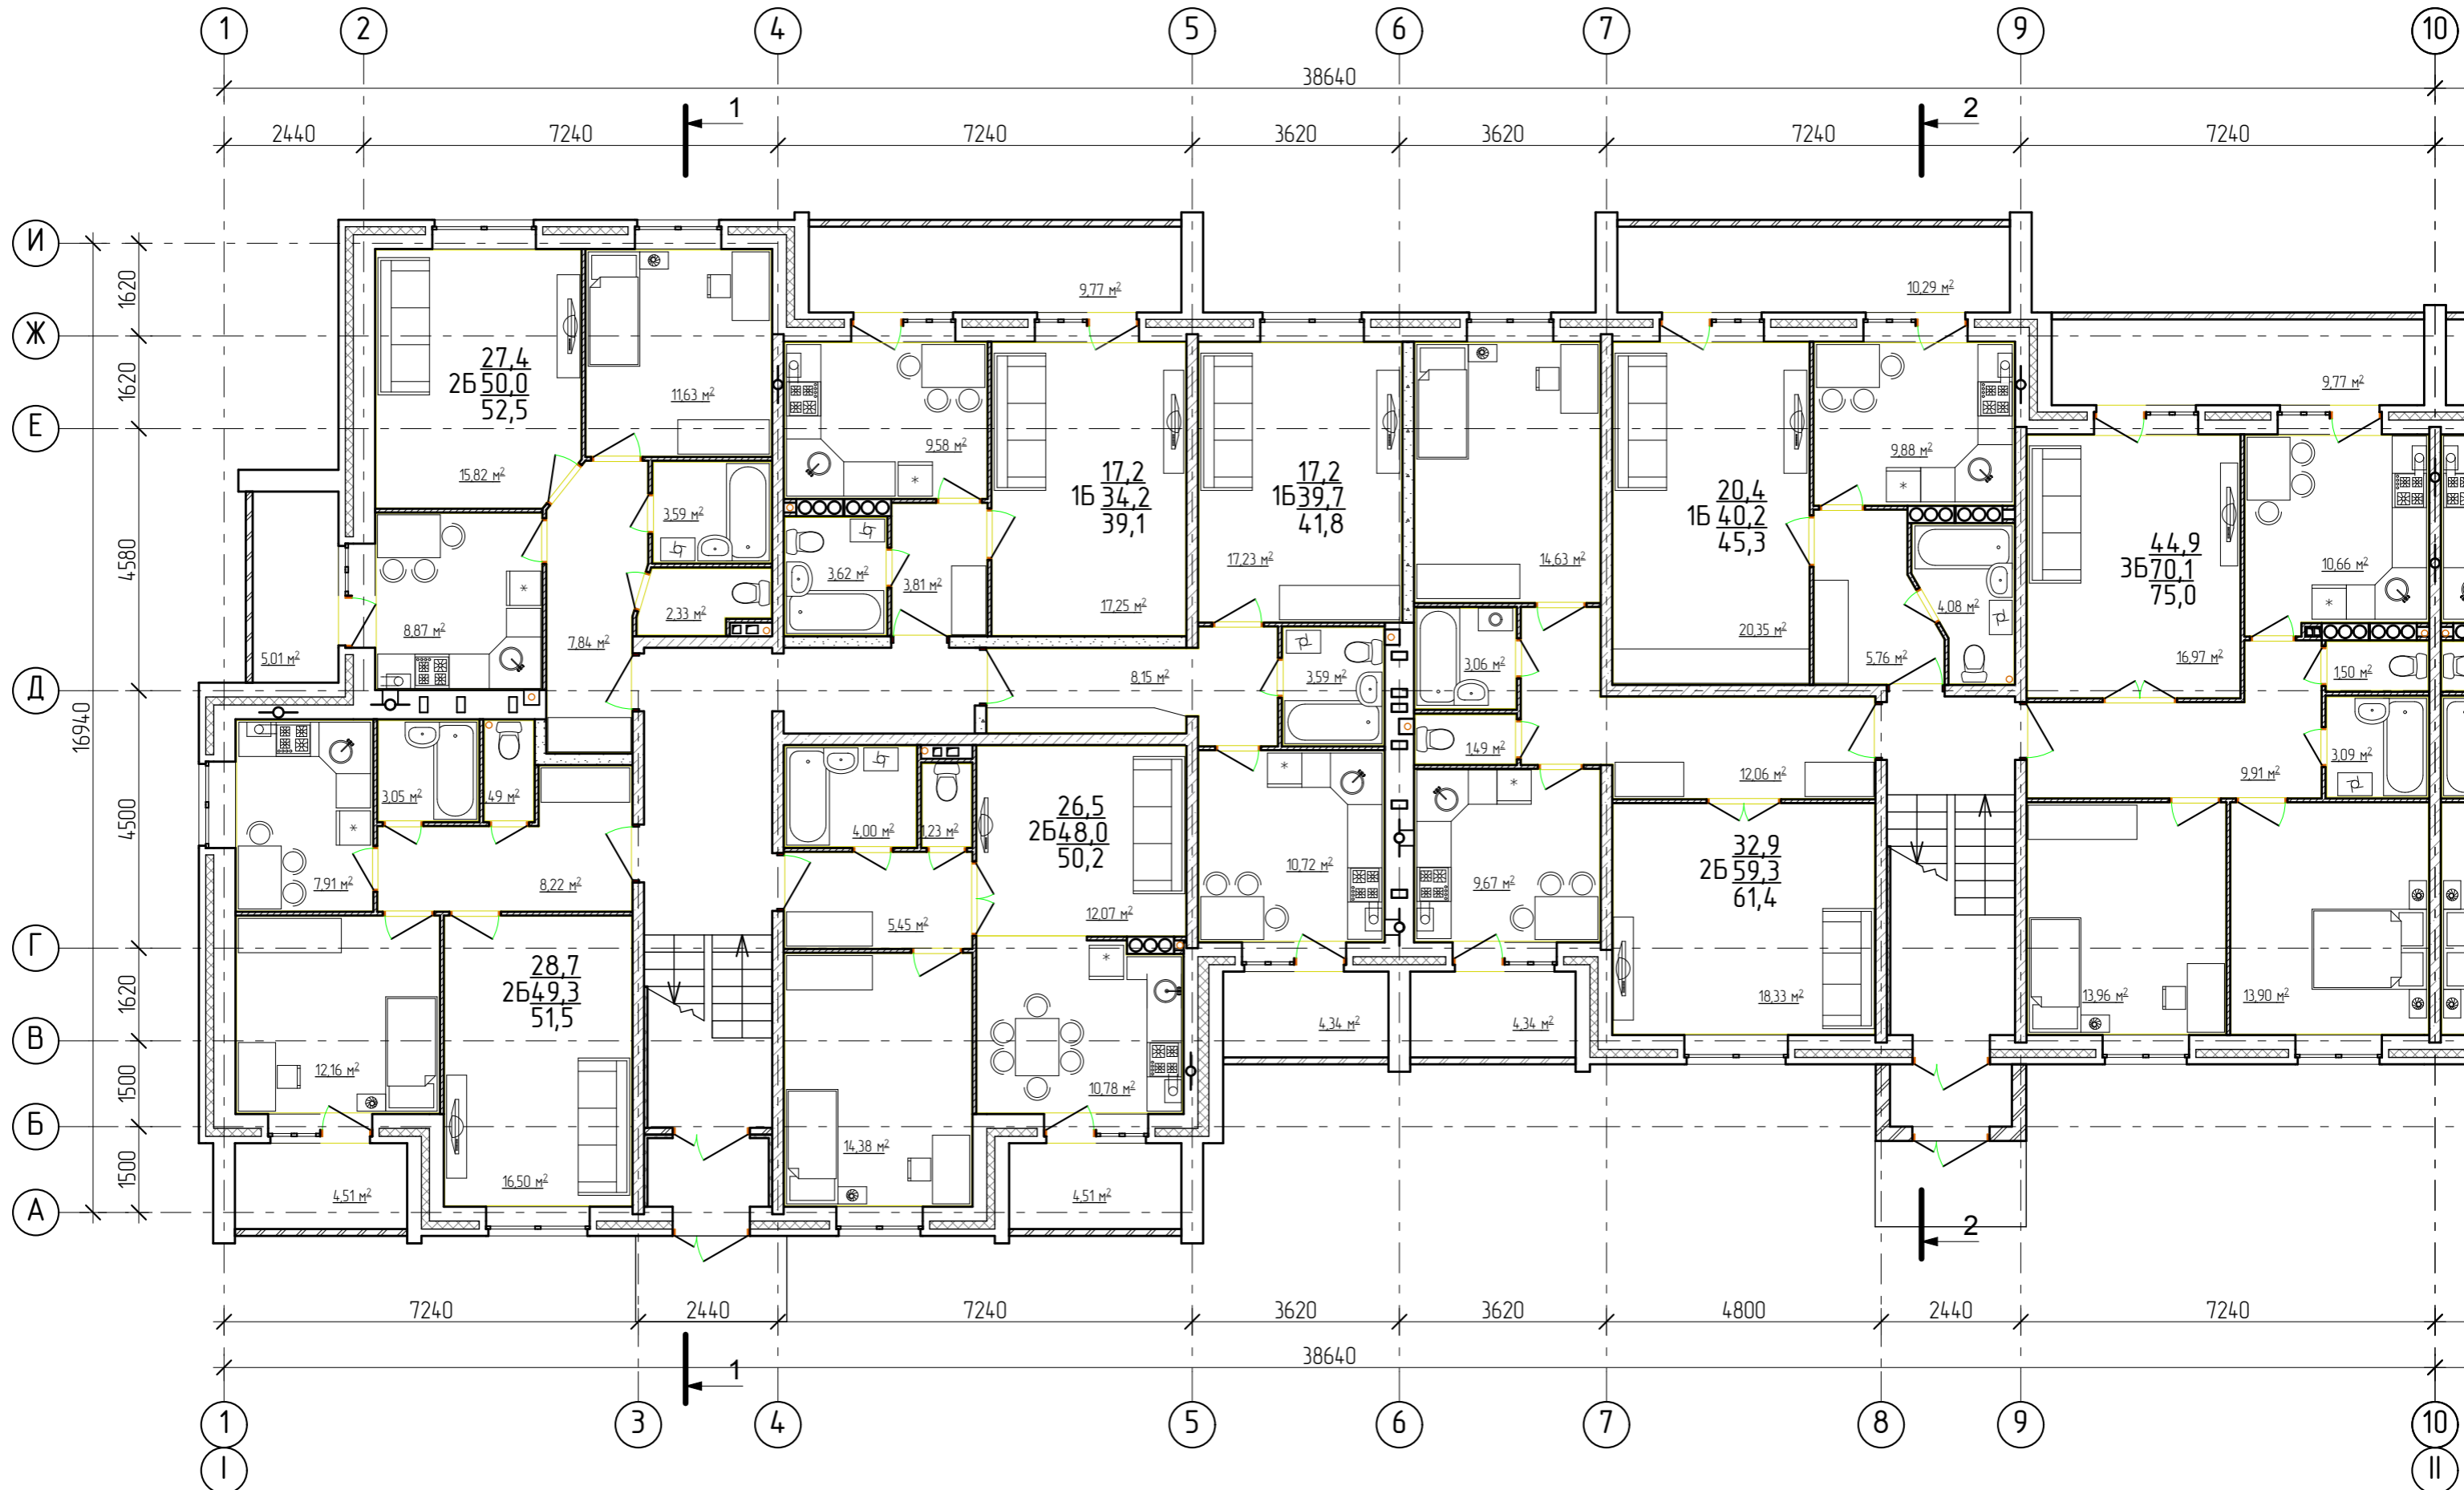 1 2 4 5 6 7 9 10
38640
2440 7240 7240 3620 3620 7240 7240
1 2
И
Ж
Е
Д
Г
В
Б
А
1620
1620
4580
4500
1620
1500
1500
16940
9,77 м²
10,29 м²
9,77 м²
27,4
2Б 50,0
52,5
11,63 м²
15,82 м²
3,59 м²
2,33 м²
8,87 м²
7,84 м²
5,01 м²
9,58 м²
3,62 м²
3,81 м²
17,2
1Б 34,2
39,1
17,25 м²
17,2
1Б 39,7
41,8
17,23 м²
8,15 м²
3,59 м²
10,72 м²
4,34 м²
14,63 м²
3,06 м²
1,49 м²
12,06 м²
9,67 м²
4,34 м²
32,9
2Б 59,3
61,4
18,33 м²
20,4
1Б 40,2
45,3
20,35 м²
9,88 м²
4,08 м²
5,76 м²
44,9
3Б 70,1
75,0
10,66 м²
16,97 м²
1,50 м²
3,09 м²
9,91 м²
13,96 м²
13,90 м²
3,05 м²
,49 м²
7,91 м²
8,22 м²
28,7
2Б 49,3
51,5
12,16 м²
16,50 м²
4,51 м²
4,00 м²
1,23 м²
26,5
2Б 48,0
50,2
5,45 м²
12,07 м²
10,78 м²
14,38 м²
4,51 м²
2
7240 2440 7240 3620 3620 4800 2440 7240
38640
1
1 3 4 5 6 7 8 9 10
I II